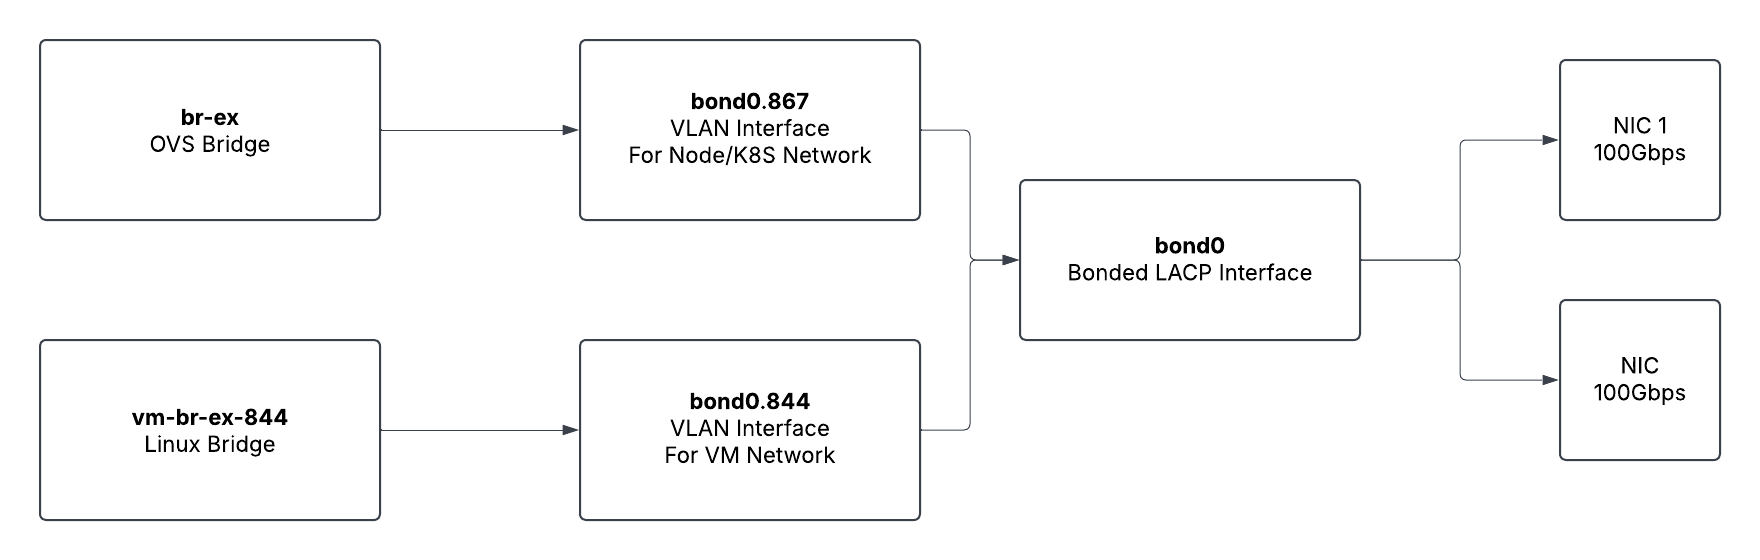 br-ex
OVS Bridge
bond0.867
VLAN Interface
For Node/K8S Network
NIC 1
100Gbps
bond0
Bonded LACP Interface
vm-br-ex-844
Linux Bridge
bond0.844
VLAN Interface
For VM Network
NIC
100Gbps